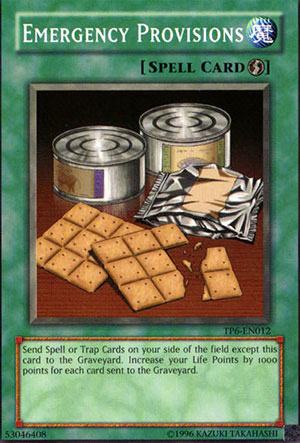 EMERGENCY PROVISIONS 魔
[SPELL CARD]
TP6-EN012
Send Spell or Trap Cards on your side of the field except this
card to the Graveyard. Increase your Life Points by 1000
points for each card sent to the Graveyard.
53046408 ©1996 KAZUKI TAKAHASHI